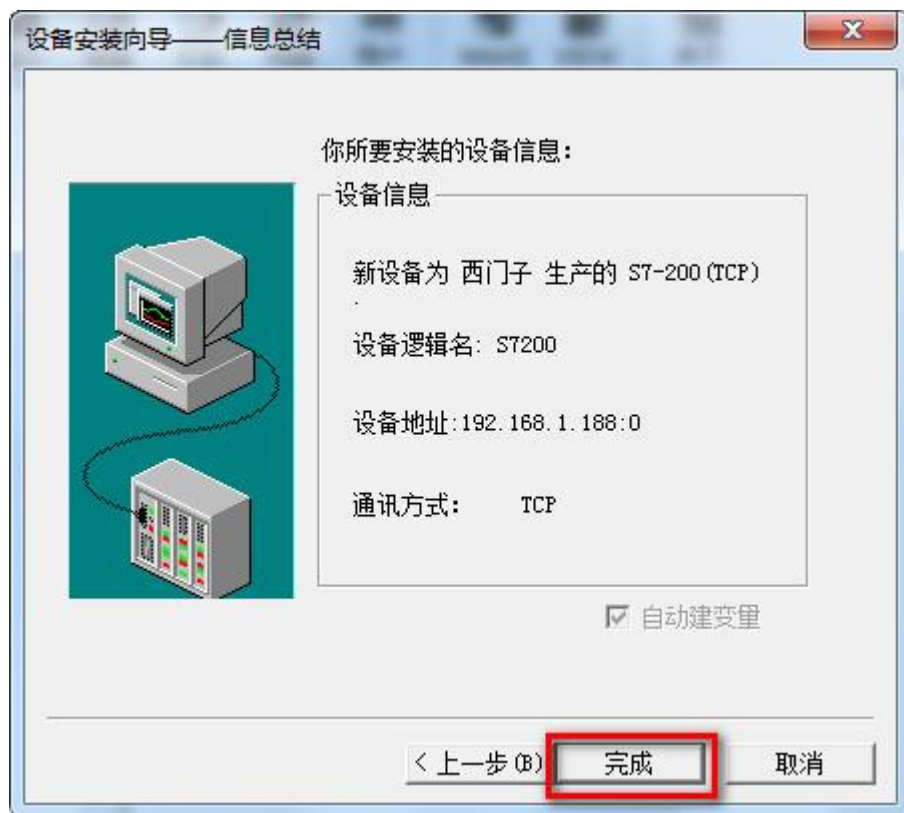 设备安装向导——信息总结
你所要安装的设备信息：
设备信息
新设备为 西门子 生产的 S7-200(TCP)
.
设备逻辑名: S7200
设备地址:192.168.1.188:0
通讯方式： TCP
自动建变量
< 上一步(B) 完成 取消